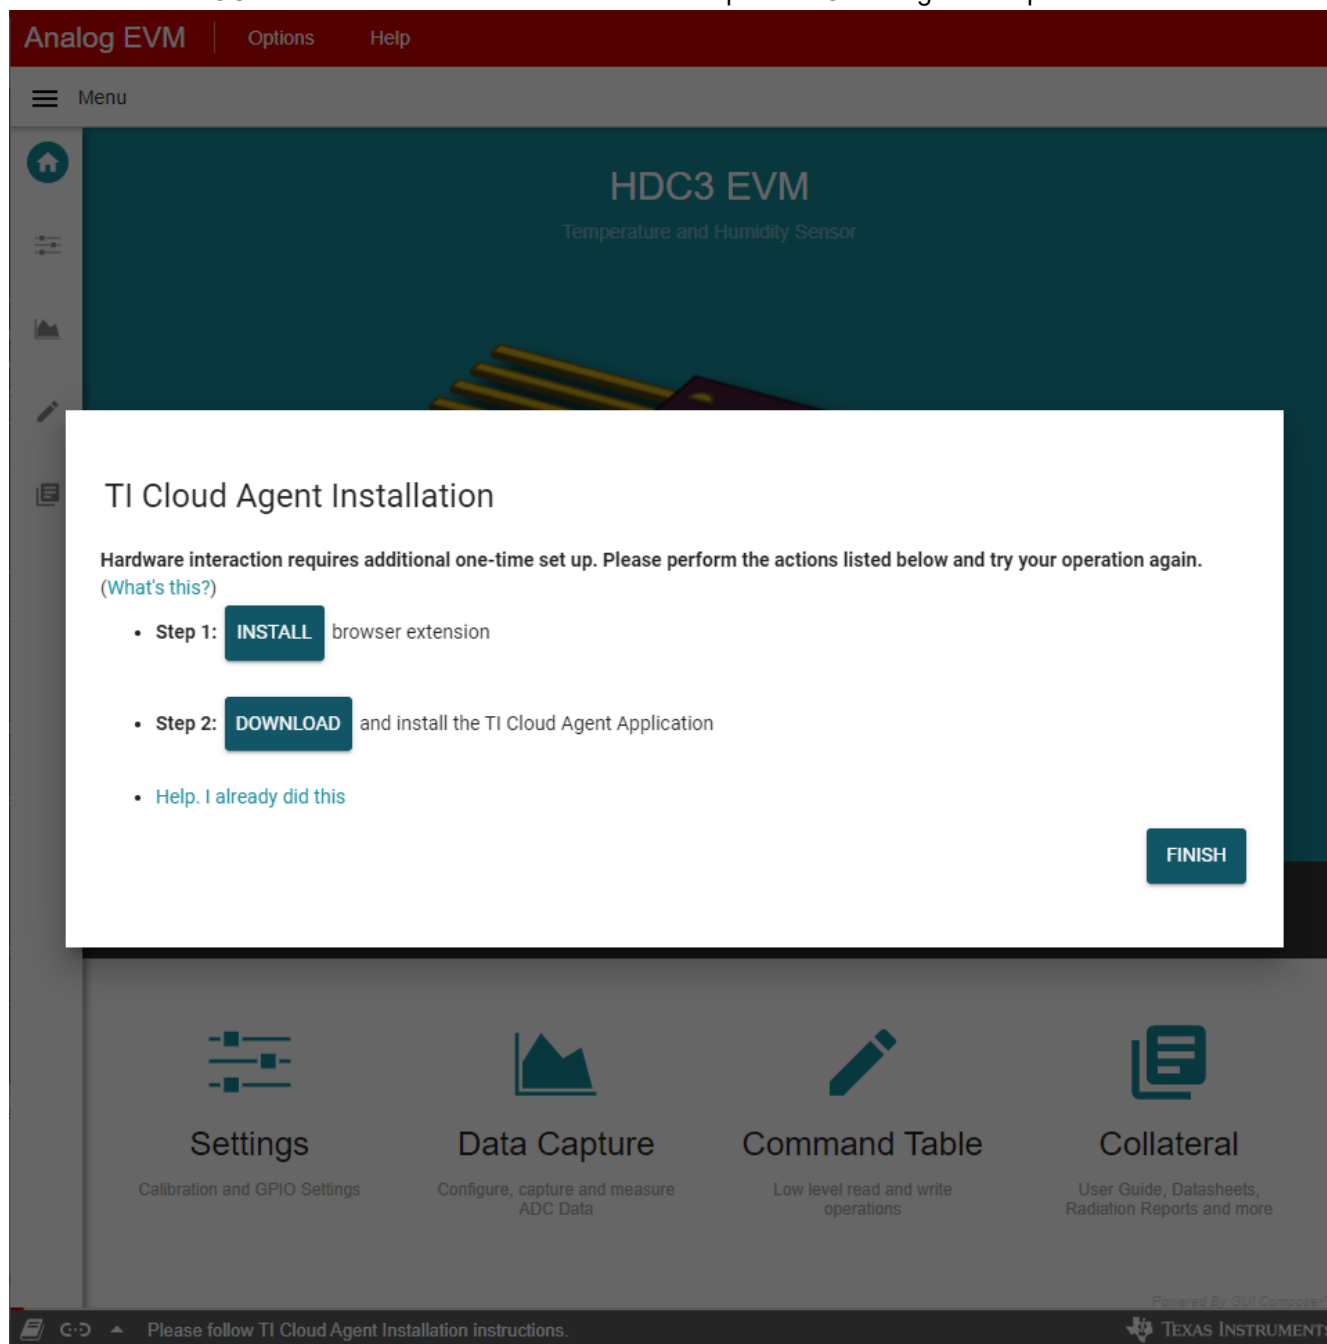 Analog EVM Options Help
Menu
HDC3 EVM
Temperature and Humidity Sensor
TI Cloud Agent Installation
Hardware interaction requires additional one-time set up. Please perform the actions listed below and try your operation again.
(What's this?)
• Step 1: INSTALL browser extension
• Step 2: DOWNLOAD and install the TI Cloud Agent Application
• Help. I already did this
FINISH
Settings
Calibration and GPIO Settings
Data Capture
Configure, capture and measure
ADC Data
Command Table
Low level read and write
operations
Collateral
User Guide, Datasheets,
Radiation Reports and more
Powered By GUI Composer
Please follow TI Cloud Agent Installation instructions.
TEXAS INSTRUMENTS